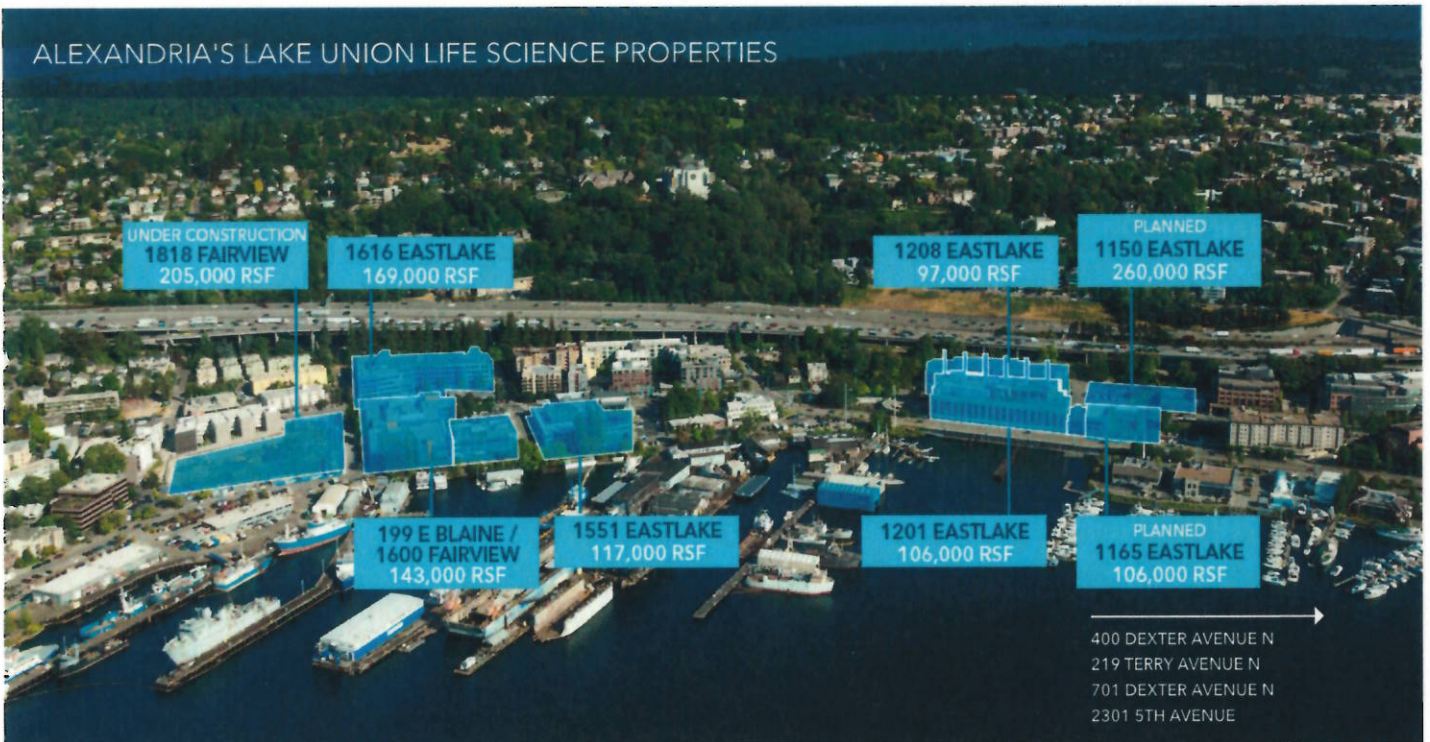 ALEXANDRIA'S LAKE UNION LIFE SCIENCE PROPERTIES
UNDER CONSTRUCTION
1818 FAIRVIEW
205,000 RSF
1616 EASTLAKE
169,000 RSF
1208 EASTLAKE
97,000 RSF
PLANNED
1150 EASTLAKE
260,000 RSF
199 E BLAINE /
1600 FAIRVIEW
143,000 RSF
1551 EASTLAKE
117,000 RSF
1201 EASTLAKE
106,000 RSF
PLANNED
1165 EASTLAKE
106,000 RSF
400 DEXTER AVENUE N
219 TERRY AVENUE N
701 DEXTER AVENUE N
2301 5TH AVENUE